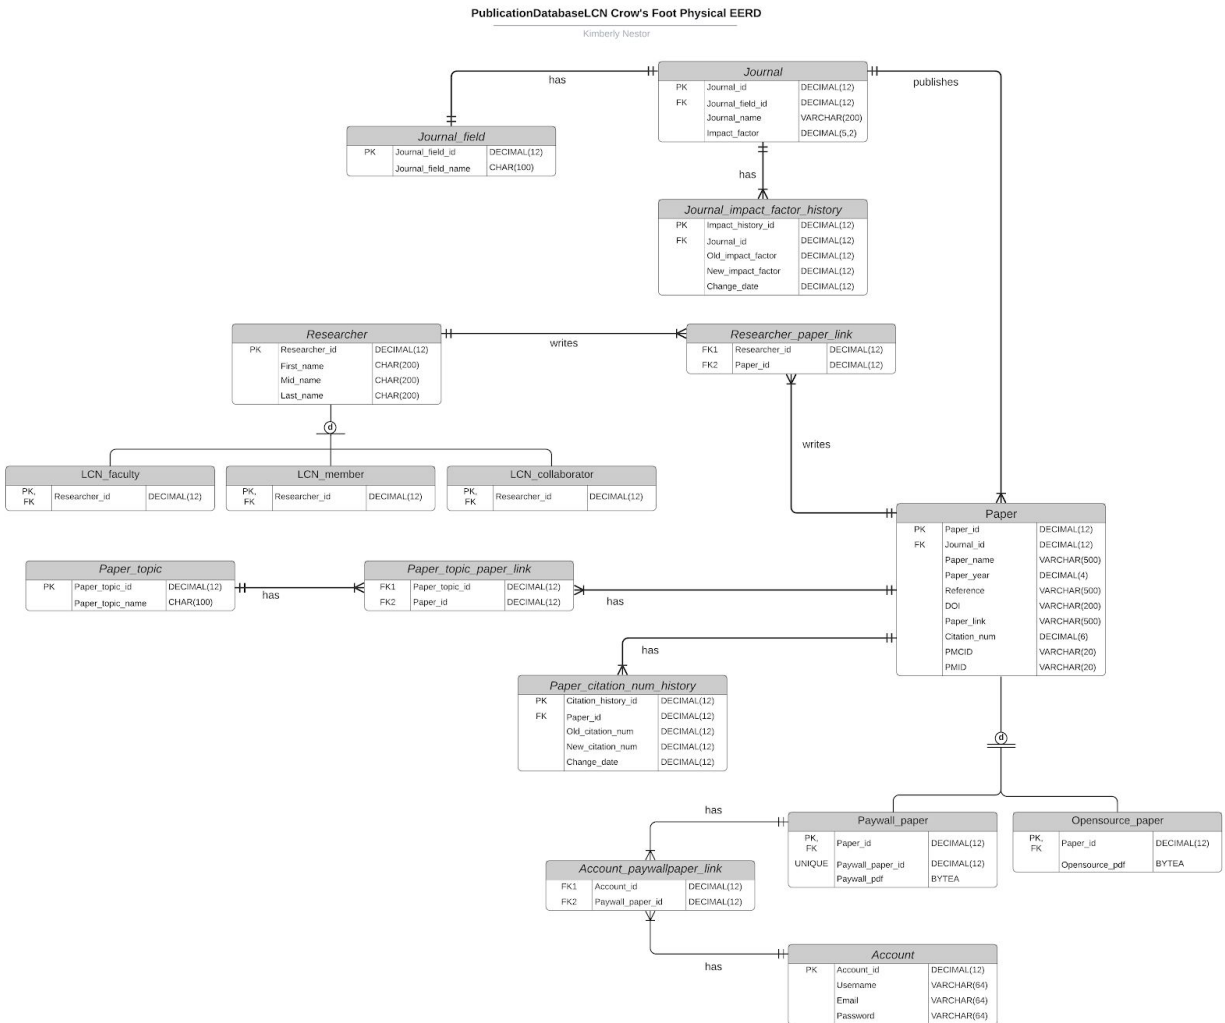 PublicationDatabaseLCN Crow's Foot Physical EERD
Kimberly Nestor
has
publishes
Journal
PK Journal_id DECIMAL(12)
FK Journal_field_id DECIMAL(12)
Journal_name VARCHAR(200)
Impact_factor DECIMAL(5,2)
Journal_field
PK Journal_field_id DECIMAL(12)
Journal_field_name CHAR(100)
has
Journal_impact_factor_history
PK Impact_history_id DECIMAL(12)
FK Journal_id DECIMAL(12)
Old_impact_factor DECIMAL(12)
New_impact_factor DECIMAL(12)
Change_date DECIMAL(12)
Researcher
PK Researcher_id DECIMAL(12)
First_name CHAR(200)
Mid_name CHAR(200)
Last_name CHAR(200)
writes
Researcher_paper_link
FK1 Researcher_id DECIMAL(12)
FK2 Paper_id DECIMAL(12)
d
writes
LCN_faculty
PK,
FK Researcher_id DECIMAL(12)
LCN_member
PK,
FK Researcher_id DECIMAL(12)
LCN_collaborator
PK,
FK Researcher_id DECIMAL(12)
Paper
PK Paper_id DECIMAL(12)
FK Journal_id DECIMAL(12)
Paper_name VARCHAR(500)
Paper_year DECIMAL(4)
Reference VARCHAR(500)
DOI VARCHAR(200)
Paper_link VARCHAR(500)
Citation_num DECIMAL(6)
PMCID VARCHAR(20)
PMID VARCHAR(20)
Paper_topic
PK Paper_topic_id DECIMAL(12)
Paper_topic_name CHAR(100)
has
Paper_topic_paper_link
FK1 Paper_topic_id DECIMAL(12)
FK2 Paper_id DECIMAL(12)
has
has
Paper_citation_num_history
PK Citation_history_id DECIMAL(12)
FK Paper_id DECIMAL(12)
Old_citation_num DECIMAL(12)
New_citation_num DECIMAL(12)
Change_date DECIMAL(12)
d
has
Paywall_paper
PK,
FK Paper_id DECIMAL(12)
UNIQUE Paywall_paper_id DECIMAL(12)
Paywall_pdf BYTEA
Opensource_paper
PK,
FK Paper_id DECIMAL(12)
Opensource_pdf BYTEA
Account_paywallpaper_link
FK1 Account_id DECIMAL(12)
FK2 Paywall_paper_id DECIMAL(12)
has
Account
PK Account_id DECIMAL(12)
Username VARCHAR(64)
Email VARCHAR(64)
Password VARCHAR(64)